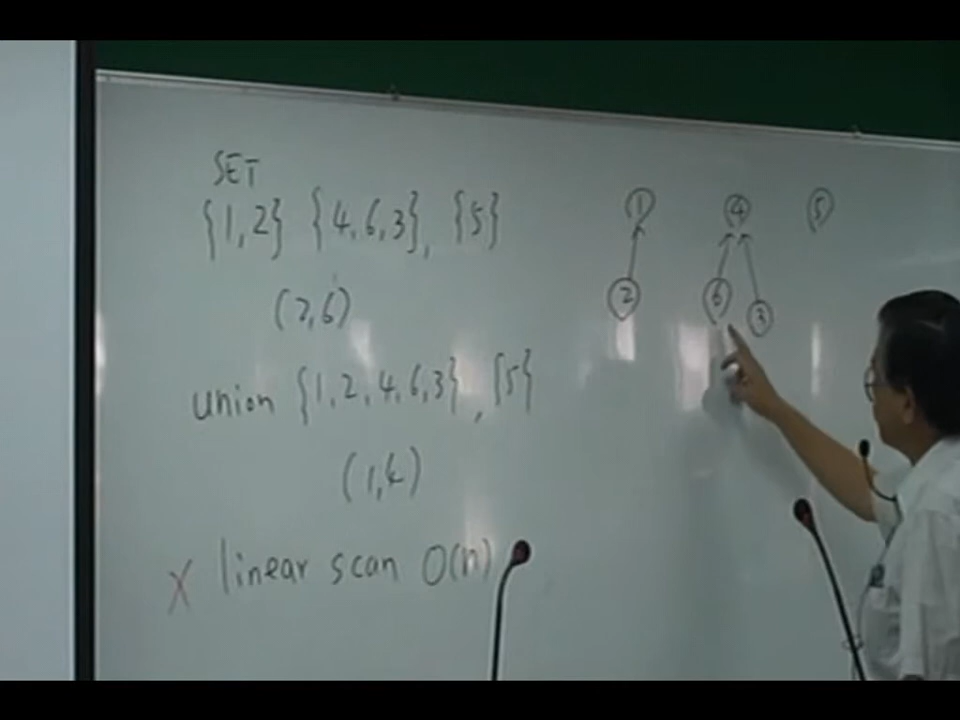 SET
{1,2} {4,6,3}, {5}
(2,6)
union {1,2,4,6,3}, {5}
(1,4)
X linear scan O(n)
1 4 5
2 6 3